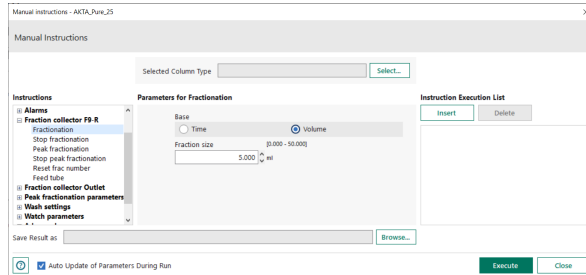 Manual instructions - AKTA_Pure_25
Manual Instructions
Selected Column Type
Select...
Instructions
Parameters for Fractionation
Instruction Execution List
Alarms
Fraction collector F9-R
Fractionation
Stop fractionation
Peak fractionation
Stop peak fractionation
Reset frac number
Feed tube
Fraction collector Outlet
Peak fractionation parameters
Wash settings
Watch parameters
Base
Time Volume
Fraction size [0.000 - 50.000]
5.000 ml
Insert Delete
Save Result as
Browse...
? Auto Update of Parameters During Run
Execute Close